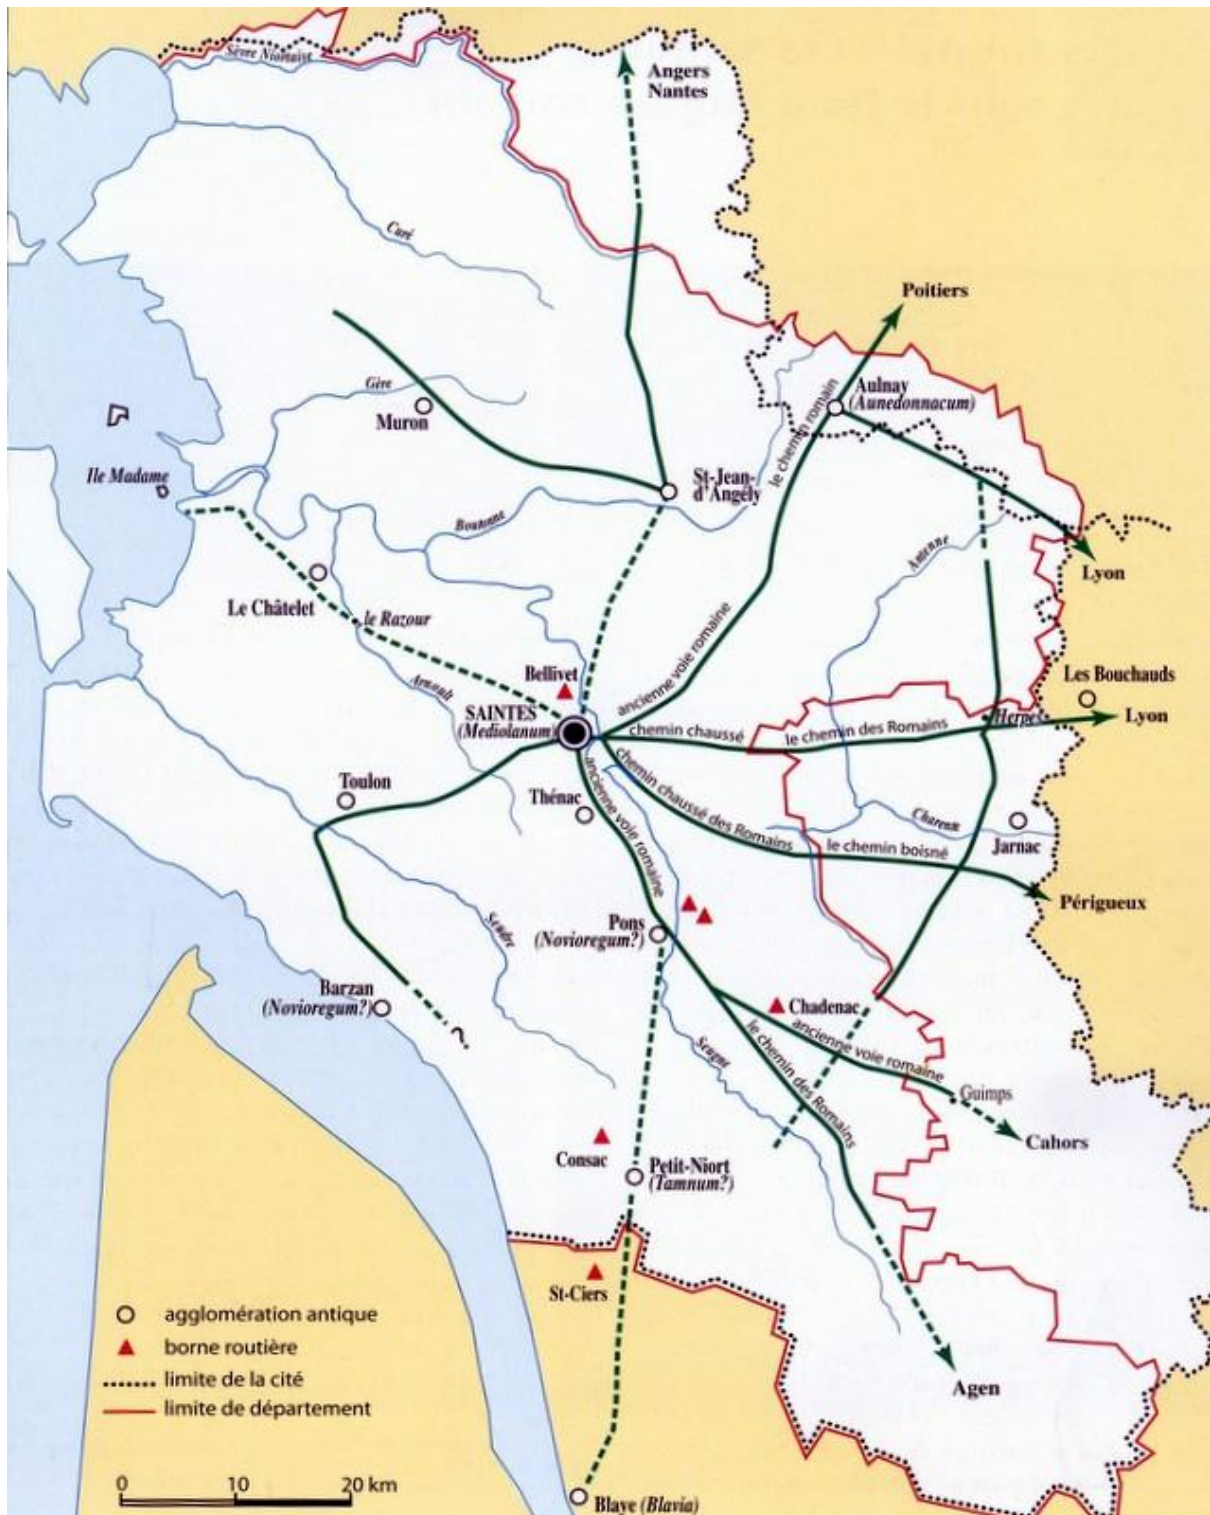 Sèvre Niortaise
Angers
Nantes
Curé
Poitiers
Gère
Muron
Aulnay
(Aunedonnacum)
le chemin romain
Ile Madame
St-Jean-
d'Angély
Boutonne
Antenne
Lyon
Le Châtelet
le Razour
ancienne voie romaine
Bellivet
Arnoult
Les Bouchauds
SAINTES
(Mediolanum)
chemin chaussé
le chemin des Romains
Herpes
Lyon
Toulon
Thénac
ancienne voie romaine
chemin chaussé des Romains
le chemin boisné
Charente
Jarnac
Périgueux
Seudre
Pons
(Novioregum?)
Barzan
(Novioregum?)
Chadenac
ancienne voie romaine
le chemin des Romains
Seugne
Guimps
Cahors
Consac
Petit-Niort
(Tamnum?)
St-Ciers
Agen
agglomération antique
borne routière
limite de la cité
limite de département
0 10 20 km
Blaye (Blavia)